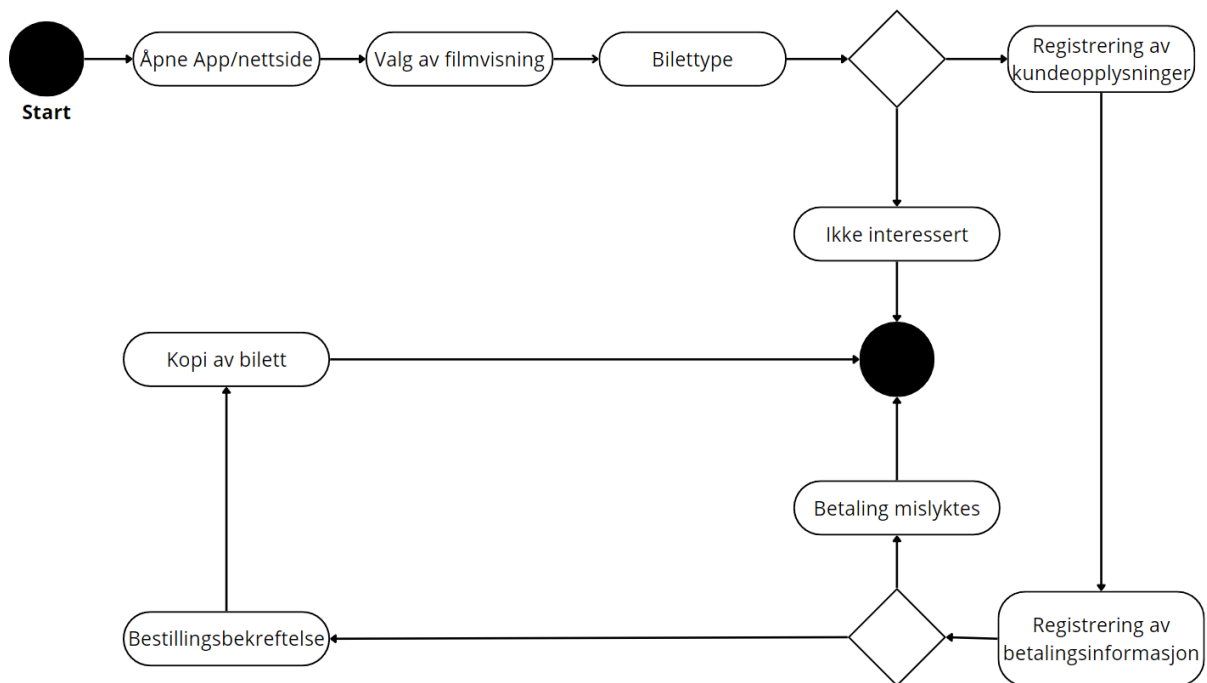 Åpne App/nettside
Valg av filmvisning
Bilettype
Registrering av
kundeopplysninger
Start
Ikke interessert
Kopi av bilett
Betaling mislyktes
Bestillingsbekreftelse
Registrering av
betalingsinformasjon